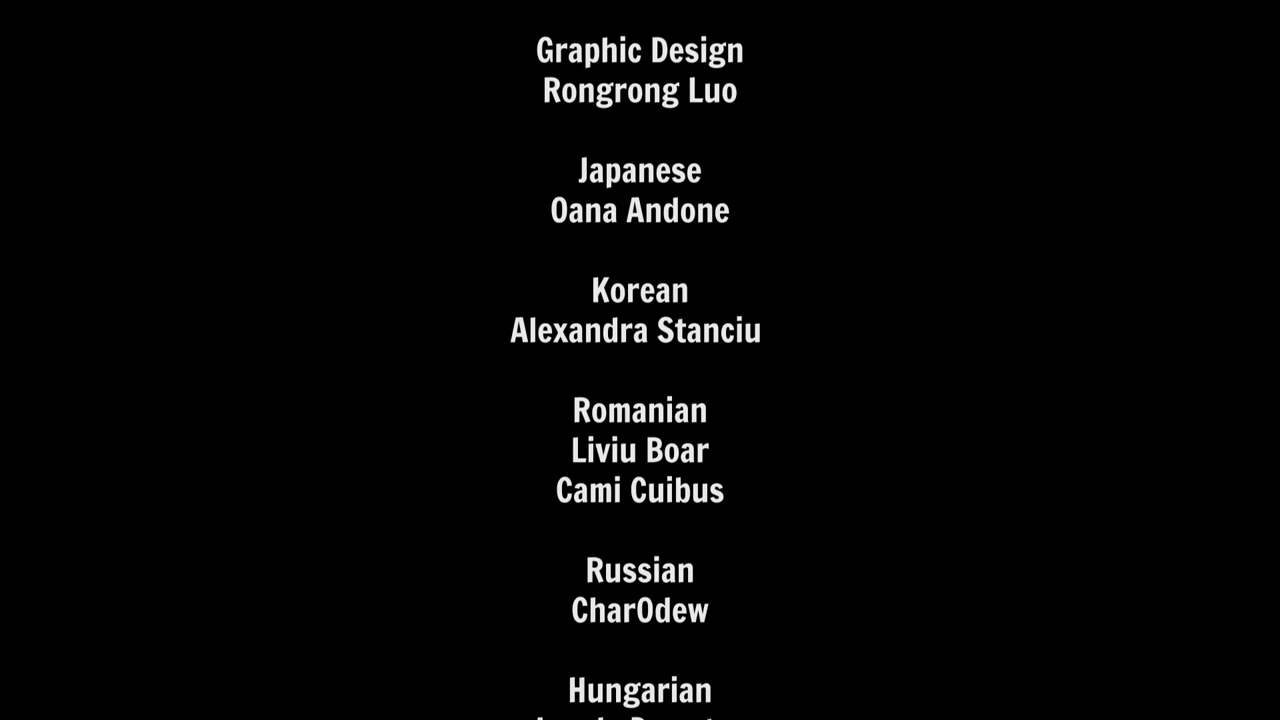 Graphic Design
Rongrong Luo
Japanese
Oana Andone
Korean
Alexandra Stanciu
Romanian
Liviu Boar
Cami Cuibus
Russian
CharOdew
Hungarian